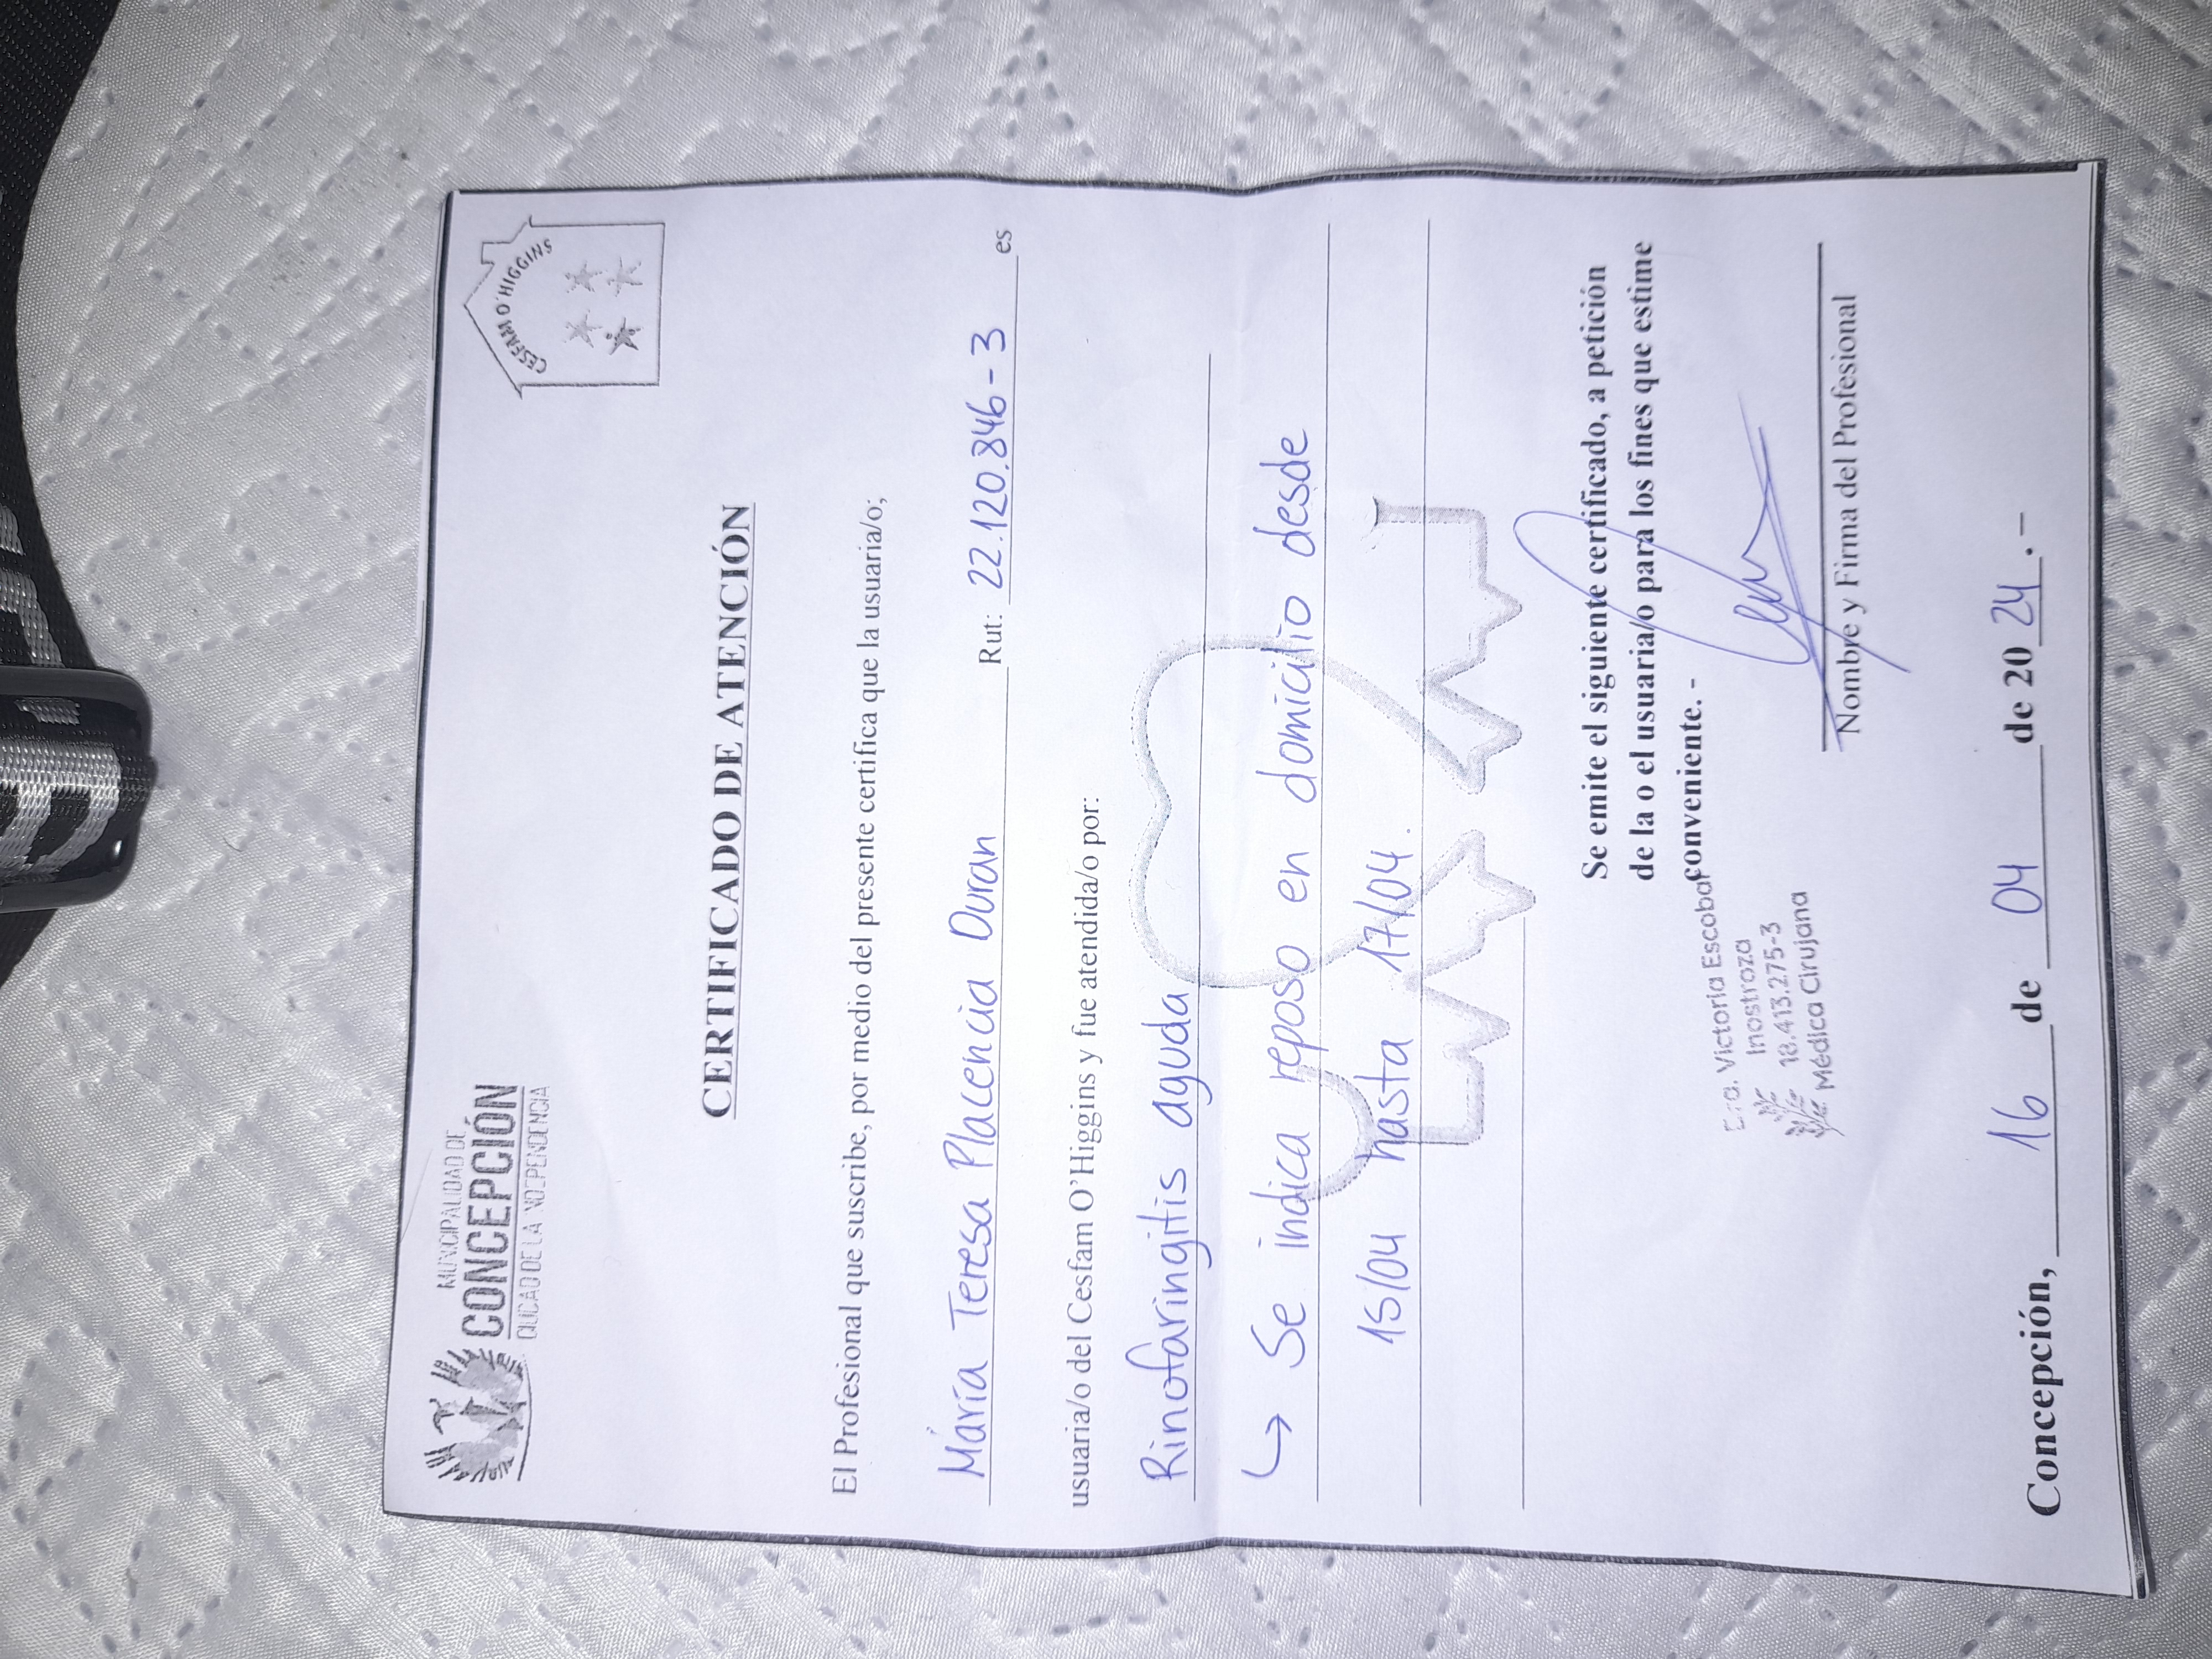 MUNICIPALIDAD DE
CONCEPCIÓN
CIUDAD DE LA INDEPENDENCIA
CESFAM O'HIGGINS
CERTIFICADO DE ATENCIÓN
El Profesional que suscribe, por medio del presente certifica que la usuaria/o;
María Teresa Placencia Duran Rut: 22.120.846-3 es
usuaria/o del Cesfam O'Higgins y fue atendida/o por:
Rinofaringitis aguda
↳ Se indica reposo en domicilio desde
15/04 hasta 17/04.
Se emite el siguiente certificado, a petición
de la o el usuaria/o para los fines que estime
conveniente. -
Dra. Victoria Escobar
Inostroza
18.413.275-3
Médica Cirujana
Nombre y Firma del Profesional
Concepción, 16 de 04 de 20 24.-